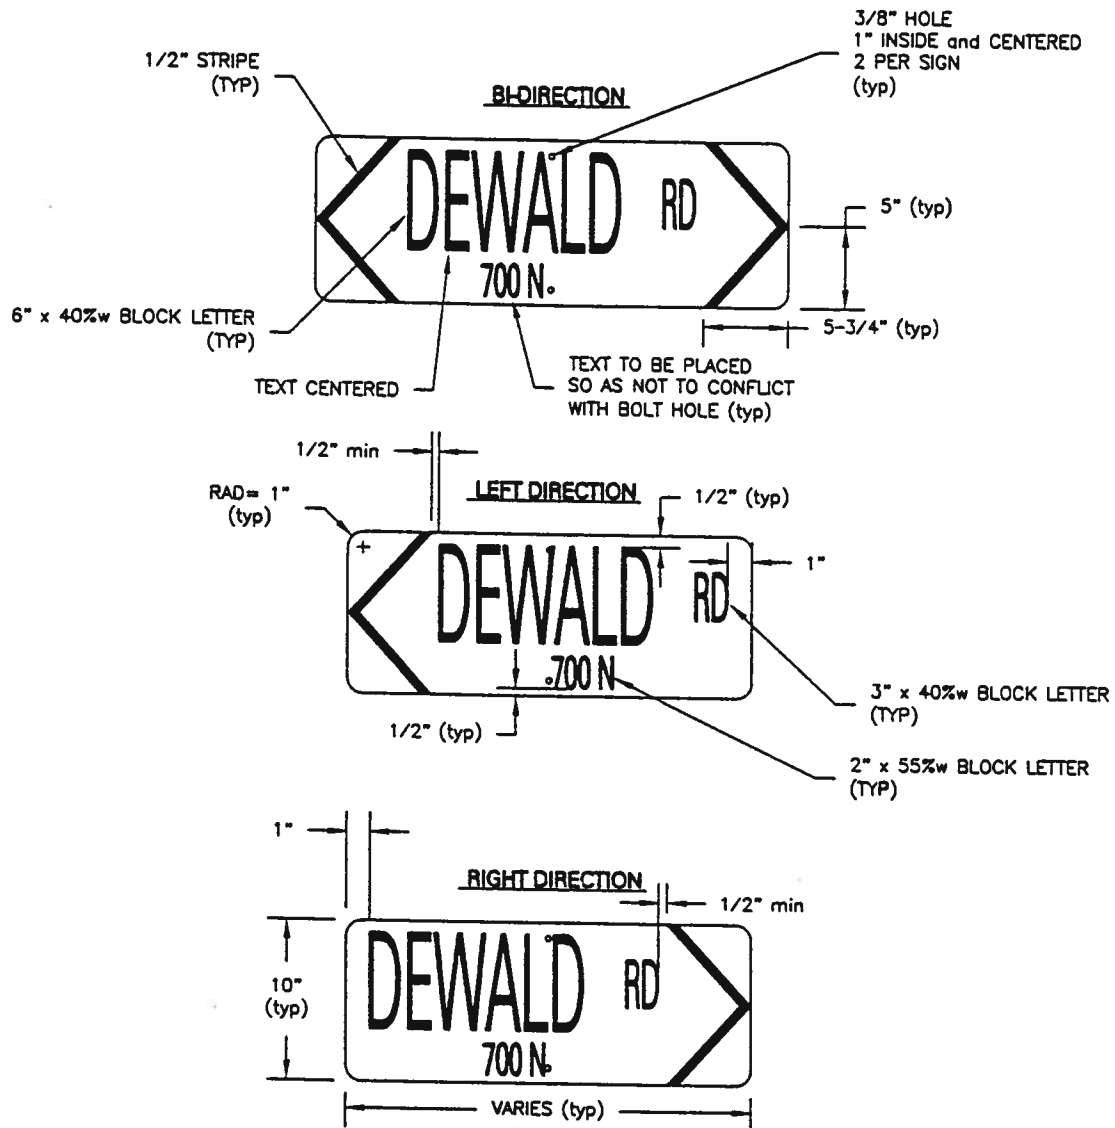 3/8" HOLE
1" INSIDE and CENTERED
2 PER SIGN
(typ)
1/2" STRIPE
(TYP)
BI-DIRECTION
DEWALD RD
700 N
5" (typ)
5-3/4" (typ)
6" x 40%w BLOCK LETTER
(TYP)
TEXT CENTERED
TEXT TO BE PLACED
SO AS NOT TO CONFLICT
WITH BOLT HOLE (typ)
1/2" min
LEFT DIRECTION
1/2" (typ)
RAD= 1"
(typ)
1"
DEWALD RD
700 N
1/2" (typ)
3" x 40%w BLOCK LETTER
(TYP)
2" x 55%w BLOCK LETTER
(TYP)
1"
RIGHT DIRECTION
1/2" min
10"
(typ)
DEWALD RD
700 N
VARIES (typ)